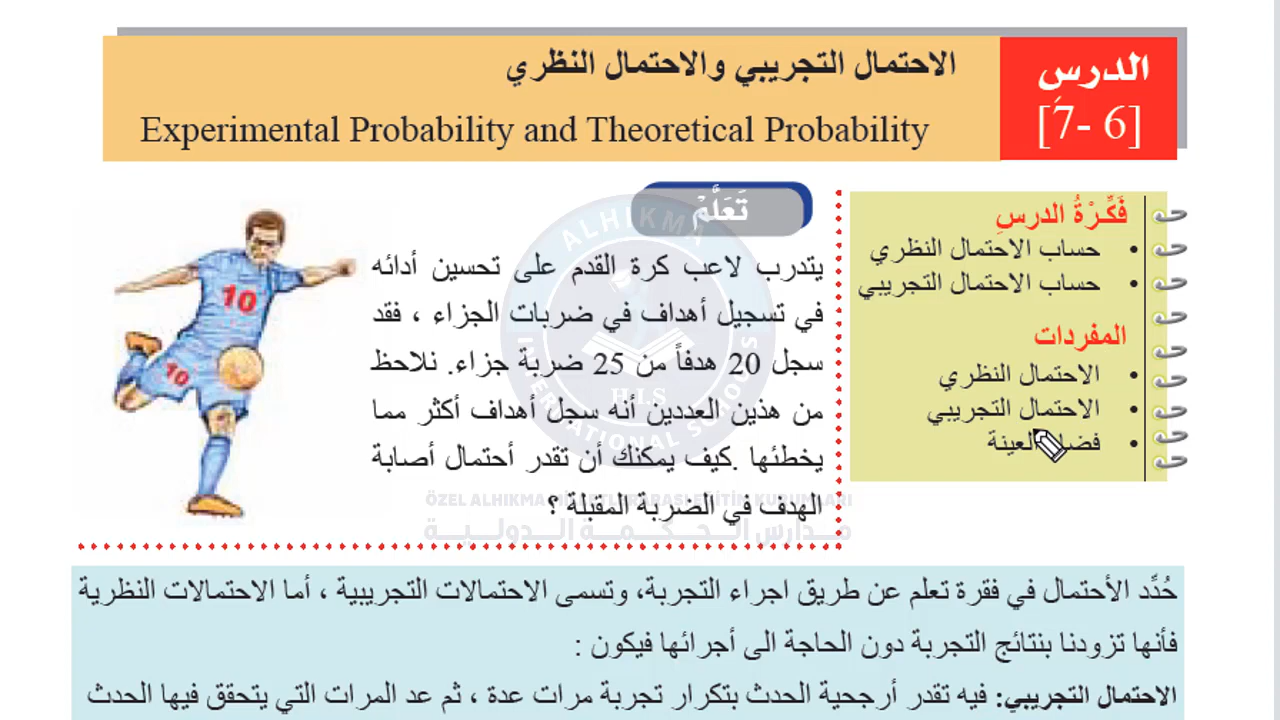 الدرس
[7- 6]
الاحتمال التجريبي والاحتمال النظري
Experimental Probability and Theoretical Probability
فَكِّـرْةُ الدرسِ
• حساب الاحتمال النظري
• حساب الاحتمال التجريبي
المفردات
• الاحتمال النظري
• الاحتمال التجريبي
• العينة
تَعَلَّمْ
يتدرب لاعب كرة القدم على تحسين أدائه
في تسجيل أهداف في ضربات الجزاء ، فقد
سجل 20 هدفاً من 25 ضربة جزاء. نلاحظ
من هذين العددين أنه سجل أهداف أكثر مما
يخطئها .كيف يمكنك أن تقدر أحتمال أصابة
الهدف في الضربة المقبلة ؟
10
10
ALHIKMA
INTERNATIONAL SCHOOLS
H.I.S
مدارس الحكمة الدولية
حُدِّد الأحتمال في فقرة تعلم عن طريق اجراء التجربة، وتسمى الاحتمالات التجريبية ، أما الاحتمالات النظرية
فأنها تزودنا بنتائج التجربة دون الحاجة الى أجرائها فيكون :
الاحتمال التجريبي: فيه تقدر أرجحية الحدث بتكرار تجربة مرات عدة ، ثم عد المرات التي يتحقق فيها الحدث